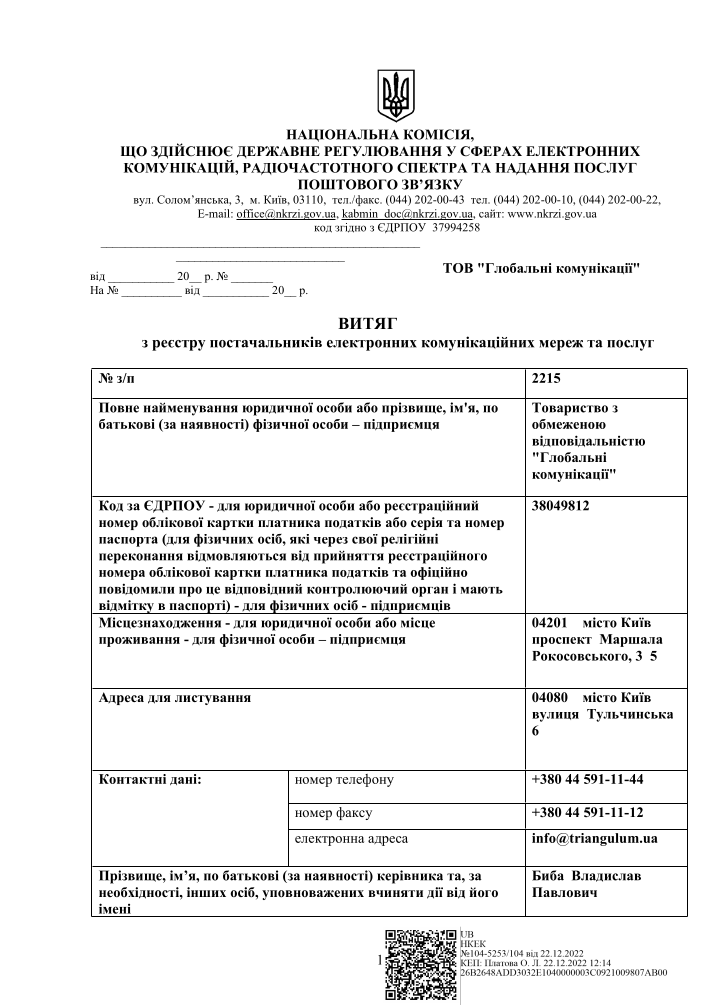 НАЦІОНАЛЬНА КОМІСІЯ,
ЩО ЗДІЙСНЮЄ ДЕРЖАВНЕ РЕГУЛЮВАННЯ У СФЕРАХ ЕЛЕКТРОННИХ
КОМУНІКАЦІЙ, РАДІОЧАСТОТНОГО СПЕКТРА ТА НАДАННЯ ПОСЛУГ
ПОШТОВОГО ЗВ’ЯЗКУ
вул. Солом’янська, 3, м. Київ, 03110, тел./факс. (044) 202-00-43 тел. (044) 202-00-10, (044) 202-00-22,
E-mail: office@nkrzi.gov.ua, kabmin_doc@nkrzi.gov.ua, сайт: www.nkrzi.gov.ua
код згідно з ЄДРПОУ 37994258
ТОВ "Глобальні комунікації"
від ___________ 20__ р. № _______
На № __________ від ___________ 20__ р.
ВИТЯГ
з реєстру постачальників електронних комунікаційних мереж та послуг
№ з/п
2215
Повне найменування юридичної особи або прізвище, ім'я, по
батькові (за наявності) фізичної особи – підприємця
Товариство з
обмеженою
відповідальністю
"Глобальні
комунікації"
Код за ЄДРПОУ - для юридичної особи або реєстраційний
номер облікової картки платника податків або серія та номер
паспорта (для фізичних осіб, які через свої релігійні
переконання відмовляються від прийняття реєстраційного
номера облікової картки платника податків та офіційно
повідомили про це відповідний контролюючий орган і мають
відмітку в паспорті) - для фізичних осіб - підприємців
38049812
Місцезнаходження - для юридичної особи або місце
проживання - для фізичної особи – підприємця
04201 місто Київ
проспект Маршала
Рокосовського, 3 5
Адреса для листування
04080 місто Київ
вулиця Тульчинська
6
Контактні дані:
номер телефону
+380 44 591-11-44
номер факсу
+380 44 591-11-12
електронна адреса
info@triangulum.ua
Прізвище, ім’я, по батькові (за наявності) керівника та, за
необхідності, інших осіб, уповноважених вчиняти дії від його
імені
Биба Владислав
Павлович
1
UB
НКЕК
№104-5253/104 від 22.12.2022
КЕП: Платова О. Л. 22.12.2022 12:14
26B2648ADD3032E1040000003C0921009807AB00